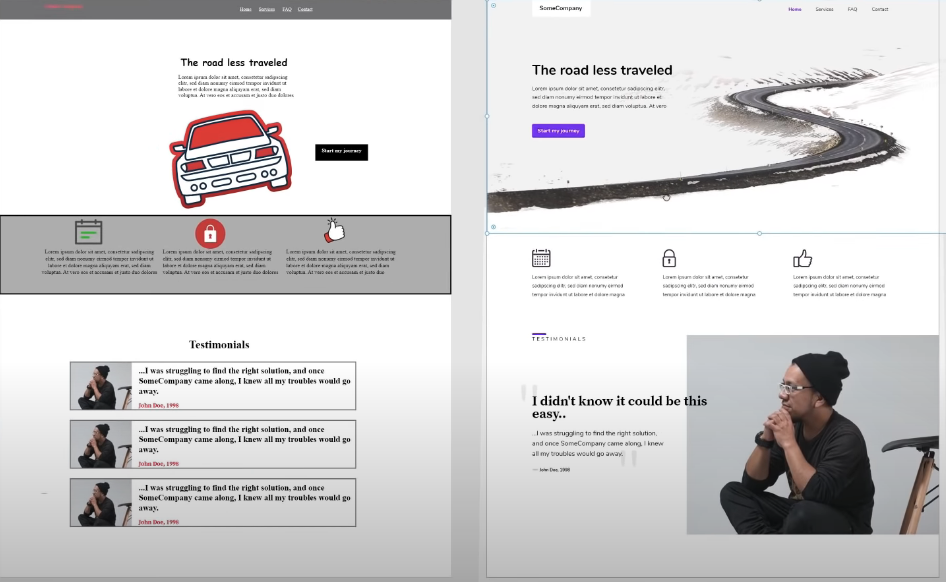 Home Services FAQ Contact
The road less traveled
Lorem ipsum dolor sit amet, consetetur sadipscing
elitr, sed diam nonumy eirmod tempor invidunt ut
labore et dolore magna aliquyam erat, sed diam
voluptua. At vero eos et accusam et justo duo dolores
Start my journey
Lorem ipsum dolor sit amet, consetetur sadipscing
elitr, sed diam nonumy eirmod tempor invidunt ut
labore et dolore magna aliquyam erat, sed diam
voluptua. At vero eos et accusam et justo duo dolores
Lorem ipsum dolor sit amet, consetetur sadipscing
elitr, sed diam nonumy eirmod tempor invidunt ut
labore et dolore magna aliquyam erat, sed diam
voluptua. At vero eos et accusam et justo duo dolores
Lorem ipsum dolor sit amet, consetetur sadipscing
elitr, sed diam nonumy eirmod tempor invidunt ut
labore et dolore magna aliquyam erat, sed diam
voluptua. At vero eos et accusam et justo duo
Testimonials
...I was struggling to find the right solution, and once
SomeCompany came along, I knew all my troubles would go
away.
John Doe, 1998
...I was struggling to find the right solution, and once
SomeCompany came along, I knew all my troubles would go
away.
John Doe, 1998
...I was struggling to find the right solution, and once
SomeCompany came along, I knew all my troubles would go
away.
John Doe, 1998
SomeCompany
Home Services FAQ Contact
The road less traveled
Lorem ipsum dolor sit amet, consetetur sadipscing elitr,
sed diam nonumy eirmod tempor invidunt ut labore et
dolore magna aliquyam erat, sed diam voluptua. At vero
Start my journey
Lorem ipsum dolor sit amet, consetetur
sadipscing elitr, sed diam nonumy eirmod
tempor invidunt ut labore et dolore magna
Lorem ipsum dolor sit amet, consetetur
sadipscing elitr, sed diam nonumy eirmod
tempor invidunt ut labore et dolore magna
Lorem ipsum dolor sit amet, consetetur
sadipscing elitr, sed diam nonumy eirmod
tempor invidunt ut labore et dolore magna
TESTIMONIALS
"
I didn't know it could be this
easy..
...I was struggling to find the right solution,
and once SomeCompany came along, I knew
all my troubles would go away.
"
— John Doe, 1998